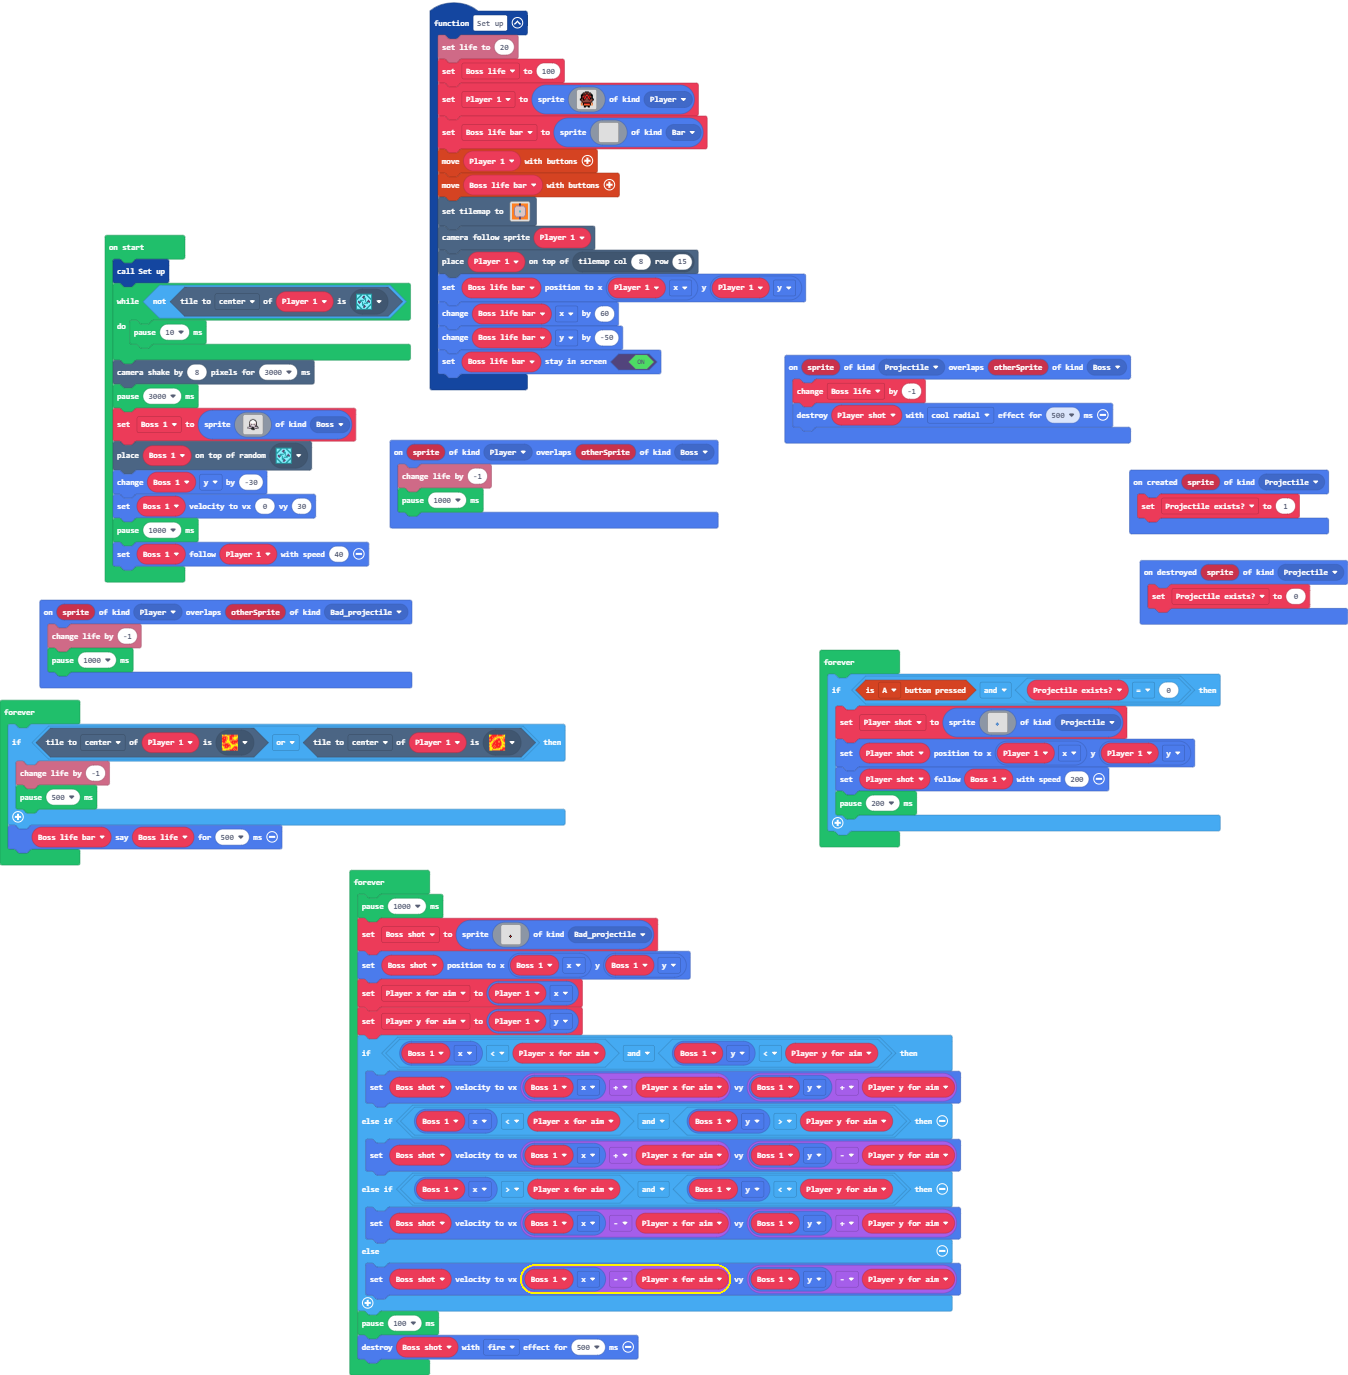 function Set up
set life to 20
set Boss life to 100
set Player 1 to sprite of kind Player
set Boss life bar to sprite of kind Bar
move Player 1 with buttons
move Boss life bar with buttons
set tilemap to
camera follow sprite Player 1
place Player 1 on top of tilemap col 8 row 15
set Boss life bar position to x Player 1 x y Player 1 y
change Boss life bar x by 60
change Boss life bar y by -50
set Boss life bar stay in screen ON
on start
call Set up
while not tile to center of Player 1 is
do pause 10 ms
camera shake by 8 pixels for 3000 ms
pause 3000 ms
set Boss 1 to sprite of kind Boss
place Boss 1 on top of random
change Boss 1 y by -30
set Boss 1 velocity to vx 0 vy 30
pause 1000 ms
set Boss 1 follow Player 1 with speed 40
on sprite of kind Projectile overlaps otherSprite of kind Boss
change Boss life by -1
destroy Player shot with cool radial effect for 500 ms
on sprite of kind Player overlaps otherSprite of kind Boss
change life by -1
pause 1000 ms
on created sprite of kind Projectile
set Projectile exists? to 1
on destroyed sprite of kind Projectile
set Projectile exists? to 0
on sprite of kind Player overlaps otherSprite of kind Bad_projectile
change life by -1
pause 1000 ms
forever
if is A button pressed and Projectile exists? = 0 then
set Player shot to sprite of kind Projectile
set Player shot position to x Player 1 x y Player 1 y
set Player shot follow Boss 1 with speed 200
pause 200 ms
forever
if tile to center of Player 1 is or tile to center of Player 1 is then
change life by -1
pause 500 ms
Boss life bar say Boss life for 500 ms
forever
pause 1000 ms
set Boss shot to sprite of kind Bad_projectile
set Boss shot position to x Boss 1 x y Boss 1 y
set Player x for aim to Player 1 x
set Player y for aim to Player 1 y
if Boss 1 x < Player x for aim and Boss 1 y < Player y for aim then
set Boss shot velocity to vx Boss 1 x + Player x for aim vy Boss 1 y + Player y for aim
else if Boss 1 x < Player x for aim and Boss 1 y > Player y for aim then
set Boss shot velocity to vx Boss 1 x + Player x for aim vy Boss 1 y - Player y for aim
else if Boss 1 x > Player x for aim and Boss 1 y < Player y for aim then
set Boss shot velocity to vx Boss 1 x - Player x for aim vy Boss 1 y + Player y for aim
else
set Boss shot velocity to vx Boss 1 x - Player x for aim vy Boss 1 y - Player y for aim
pause 100 ms
destroy Boss shot with fire effect for 500 ms